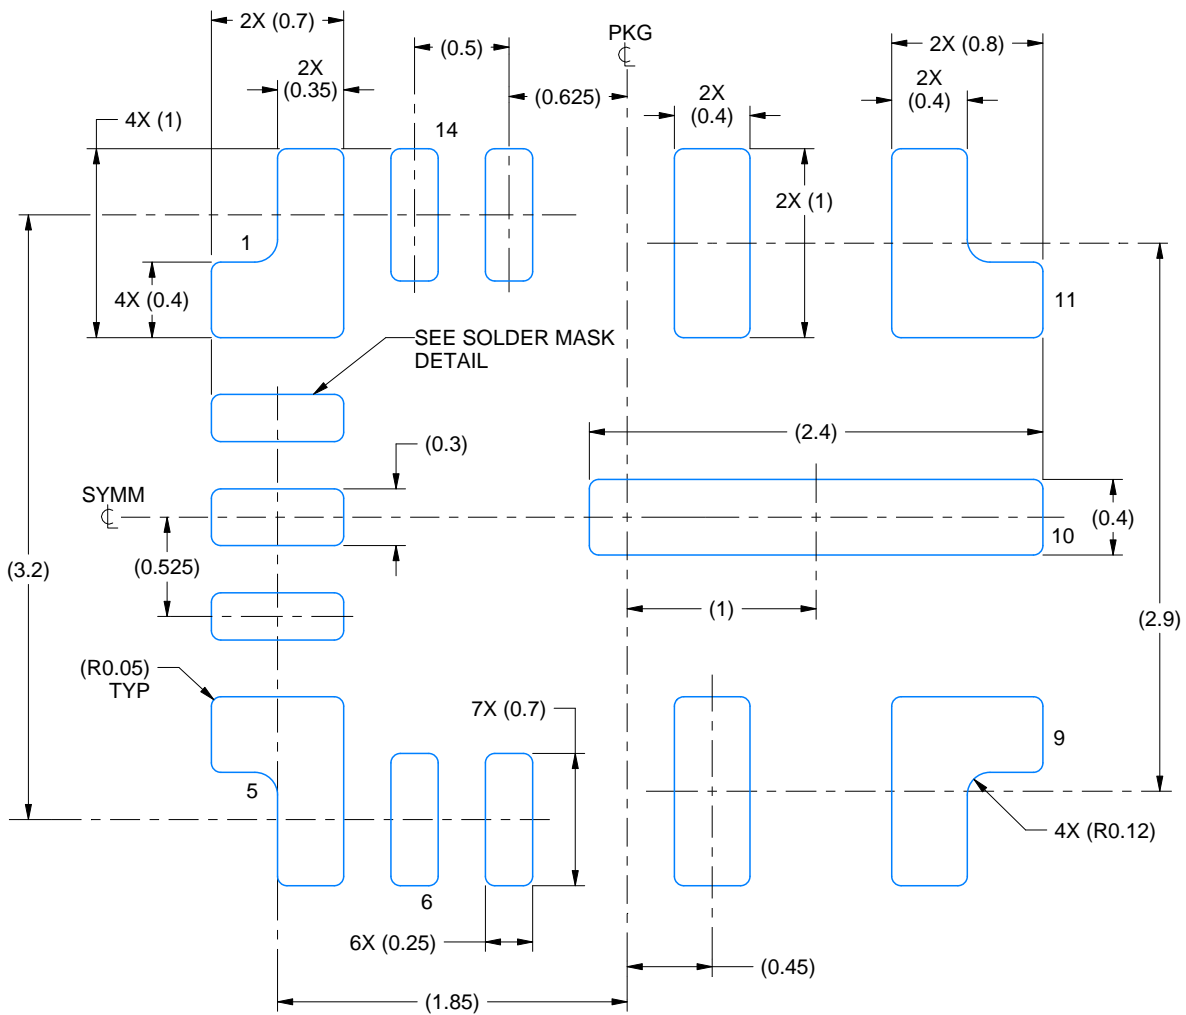 2X (0.7)
(0.5)
PKG
2X (0.8)
2X
(0.35)
(0.625)
2X
(0.4)
2X
(0.4)
4X (1)
14
2X (1)
1
4X (0.4)
11
SEE SOLDER MASK
DETAIL
(2.4)
(0.3)
SYMM
(0.4)
10
(0.525)
(3.2)
(1)
(2.9)
(R0.05)
TYP
7X (0.7)
9
5
4X (R0.12)
6
6X (0.25)
(0.45)
(1.85)